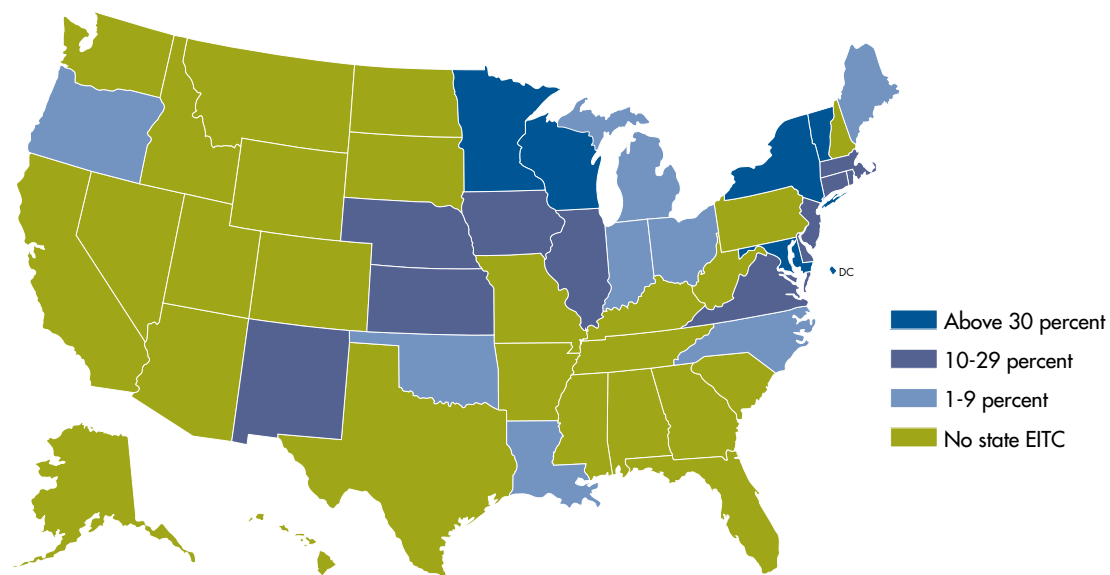 DC
Above 30 percent
10-29 percent
1-9 percent
No state EITC